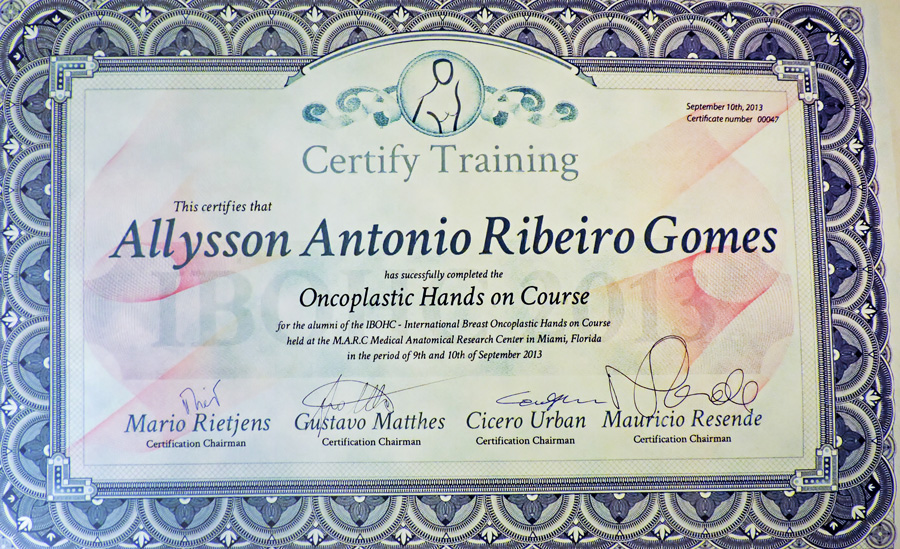 September 10th, 2013
Certificate number 00047
Certify Training
This certifies that
Allysson Antonio Ribeiro Gomes
has sucessfully completed the
Oncoplastic Hands on Course
for the alumni of the IBOHC - International Breast Oncoplastic Hands on Course
held at the M.A.R.C Medical Anatomical Research Center in Miami, Florida
in the period of 9th and 10th of September 2013
Mario Rietjens Gustavo Matthes Cicero Urban Mauricio Resende
Certification Chairman Certification Chairman Certification Chairman Certification Chairman